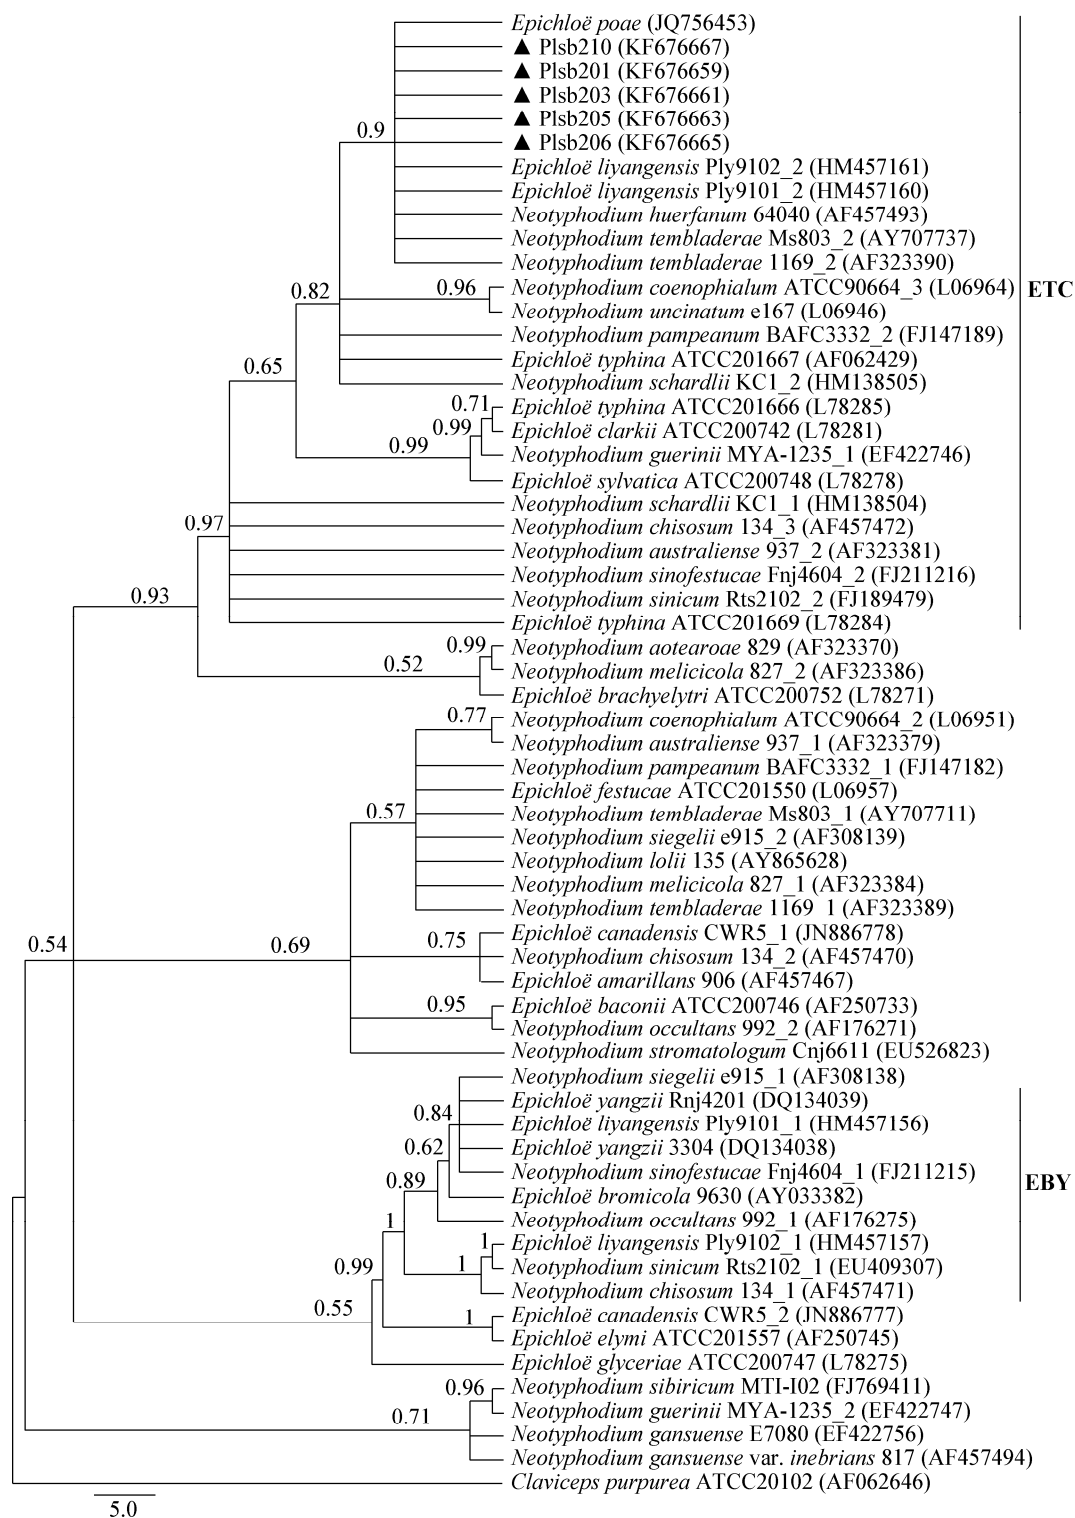 Epichloë poae (JQ756453)
▲ Plsb210 (KF676667)
▲ Plsb201 (KF676659)
▲ Plsb203 (KF676661)
▲ Plsb205 (KF676663)
0.9
▲ Plsb206 (KF676665)
Epichloë liyangensis Ply9102_2 (HM457161)
Epichloë liyangensis Ply9101_2 (HM457160)
Neotyphodium huerfanum 64040 (AF457493)
Neotyphodium tembladerae Ms803_2 (AY707737)
Neotyphodium tembladerae 1169_2 (AF323390)
0.82
0.96
Neotyphodium coenophialum ATCC90664_3 (L06964)
ETC
Neotyphodium uncinatum e167 (L06946)
Neotyphodium pampeanum BAFC3332_2 (FJ147189)
Epichloë typhina ATCC201667 (AF062429)
0.65
Neotyphodium schardlii KC1_2 (HM138505)
0.71
Epichloë typhina ATCC201666 (L78285)
0.99
Epichloë clarkii ATCC200742 (L78281)
0.99
Neotyphodium guerinii MYA-1235_1 (EF422746)
Epichloë sylvatica ATCC200748 (L78278)
Neotyphodium schardlii KC1_1 (HM138504)
0.97
Neotyphodium chisosum 134_3 (AF457472)
Neotyphodium australiense 937_2 (AF323381)
Neotyphodium sinofestucae Fnj4604_2 (FJ211216)
0.93
Neotyphodium sinicum Rts2102_2 (FJ189479)
Epichloë typhina ATCC201669 (L78284)
0.99
Neotyphodium aotearoae 829 (AF323370)
0.52
Neotyphodium melicicola 827_2 (AF323386)
Epichloë brachyelytri ATCC200752 (L78271)
0.77
Neotyphodium coenophialum ATCC90664_2 (L06951)
Neotyphodium australiense 937_1 (AF323379)
Neotyphodium pampeanum BAFC3332_1 (FJ147182)
Epichloë festucae ATCC201550 (L06957)
0.57
Neotyphodium tembladerae Ms803_1 (AY707711)
Neotyphodium siegelii e915_2 (AF308139)
Neotyphodium lolii 135 (AY865628)
Neotyphodium melicicola 827_1 (AF323384)
Neotyphodium tembladerae 1169_1 (AF323389)
0.54
0.69
0.75
Epichloë canadensis CWR5_1 (JN886778)
Neotyphodium chisosum 134_2 (AF457470)
Epichloë amarillans 906 (AF457467)
0.95
Epichloë baconii ATCC200746 (AF250733)
Neotyphodium occultans 992_2 (AF176271)
Neotyphodium stromatologum Cnj6611 (EU526823)
Neotyphodium siegelii e915_1 (AF308138)
Epichloë yangzii Rnj4201 (DQ134039)
0.84
Epichloë liyangensis Ply9101_1 (HM457156)
0.62
Epichloë yangzii 3304 (DQ134038)
0.89
Neotyphodium sinofestucae Fnj4604_1 (FJ211215)
EBY
Epichloë bromicola 9630 (AY033382)
1
Neotyphodium occultans 992_1 (AF176275)
1
Epichloë liyangensis Ply9102_1 (HM457157)
0.99
1
Neotyphodium sinicum Rts2102_1 (EU409307)
Neotyphodium chisosum 134_1 (AF457471)
0.55
1
Epichloë canadensis CWR5_2 (JN886777)
Epichloë elymi ATCC201557 (AF250745)
Epichloë glyceriae ATCC200747 (L78275)
0.96
Neotyphodium sibiricum MTI-I02 (FJ769411)
0.71
Neotyphodium guerinii MYA-1235_2 (EF422747)
Neotyphodium gansuense E7080 (EF422756)
Neotyphodium gansuense var. inebrians 817 (AF457494)
Claviceps purpurea ATCC20102 (AF062646)
5.0